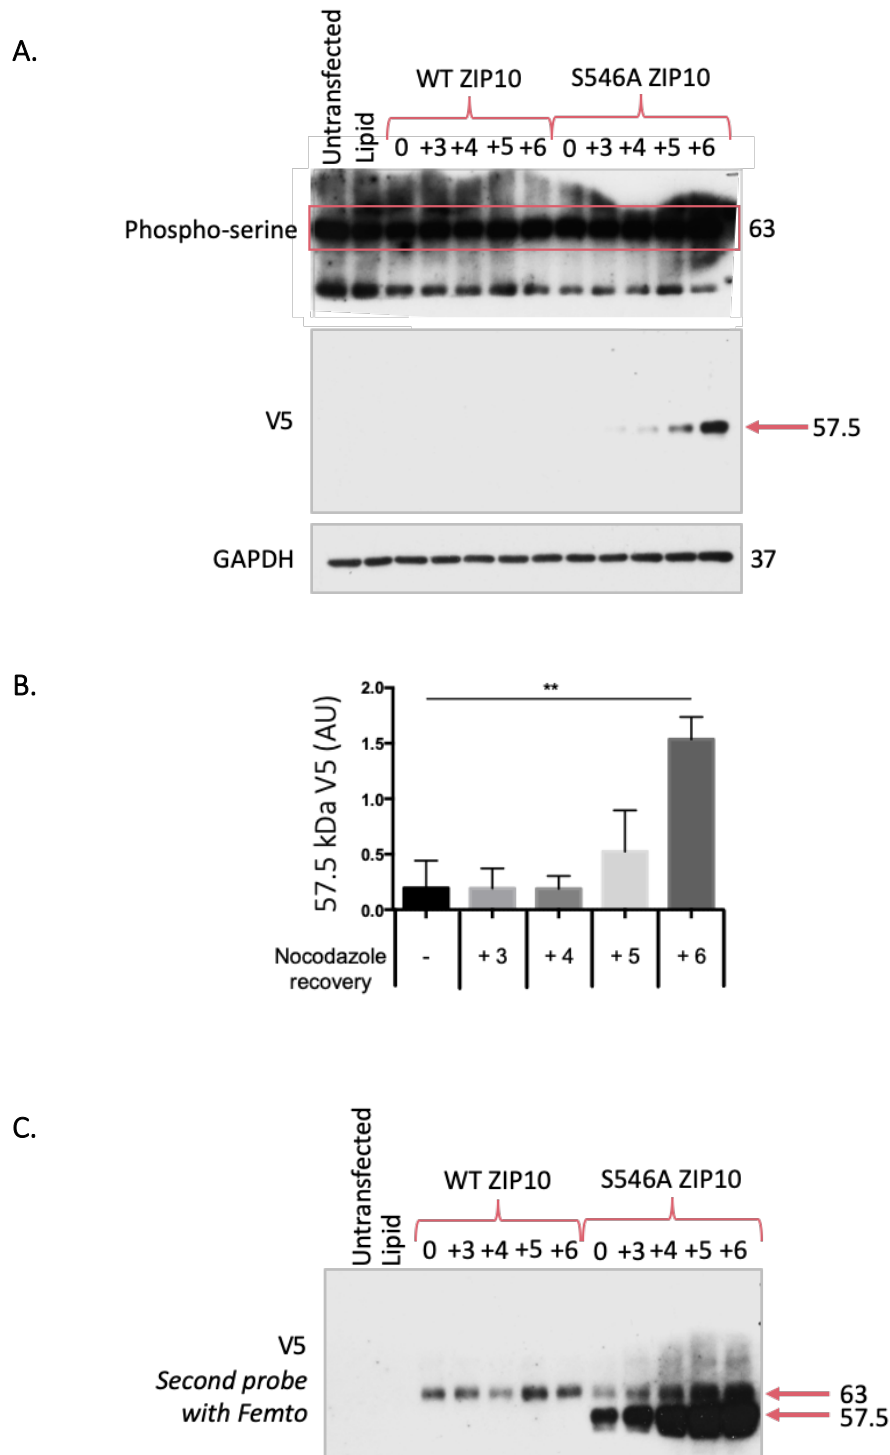 A.
Untransfected
Lipid
WT ZIP10
S546A ZIP10
0 +3 +4 +5 +6 0 +3 +4 +5 +6
Phospho-serine
63
V5
57.5
GAPDH
37
B.
57.5 kDa V5 (AU)
2.0
**
1.5
1.0
0.5
0.0
Nocodazole
recovery
- + 3 + 4 + 5 + 6
C.
Untransfected
Lipid
WT ZIP10
S546A ZIP10
0 +3 +4 +5 +6 0 +3 +4 +5 +6
V5
Second probe
with Femto
63
57.5